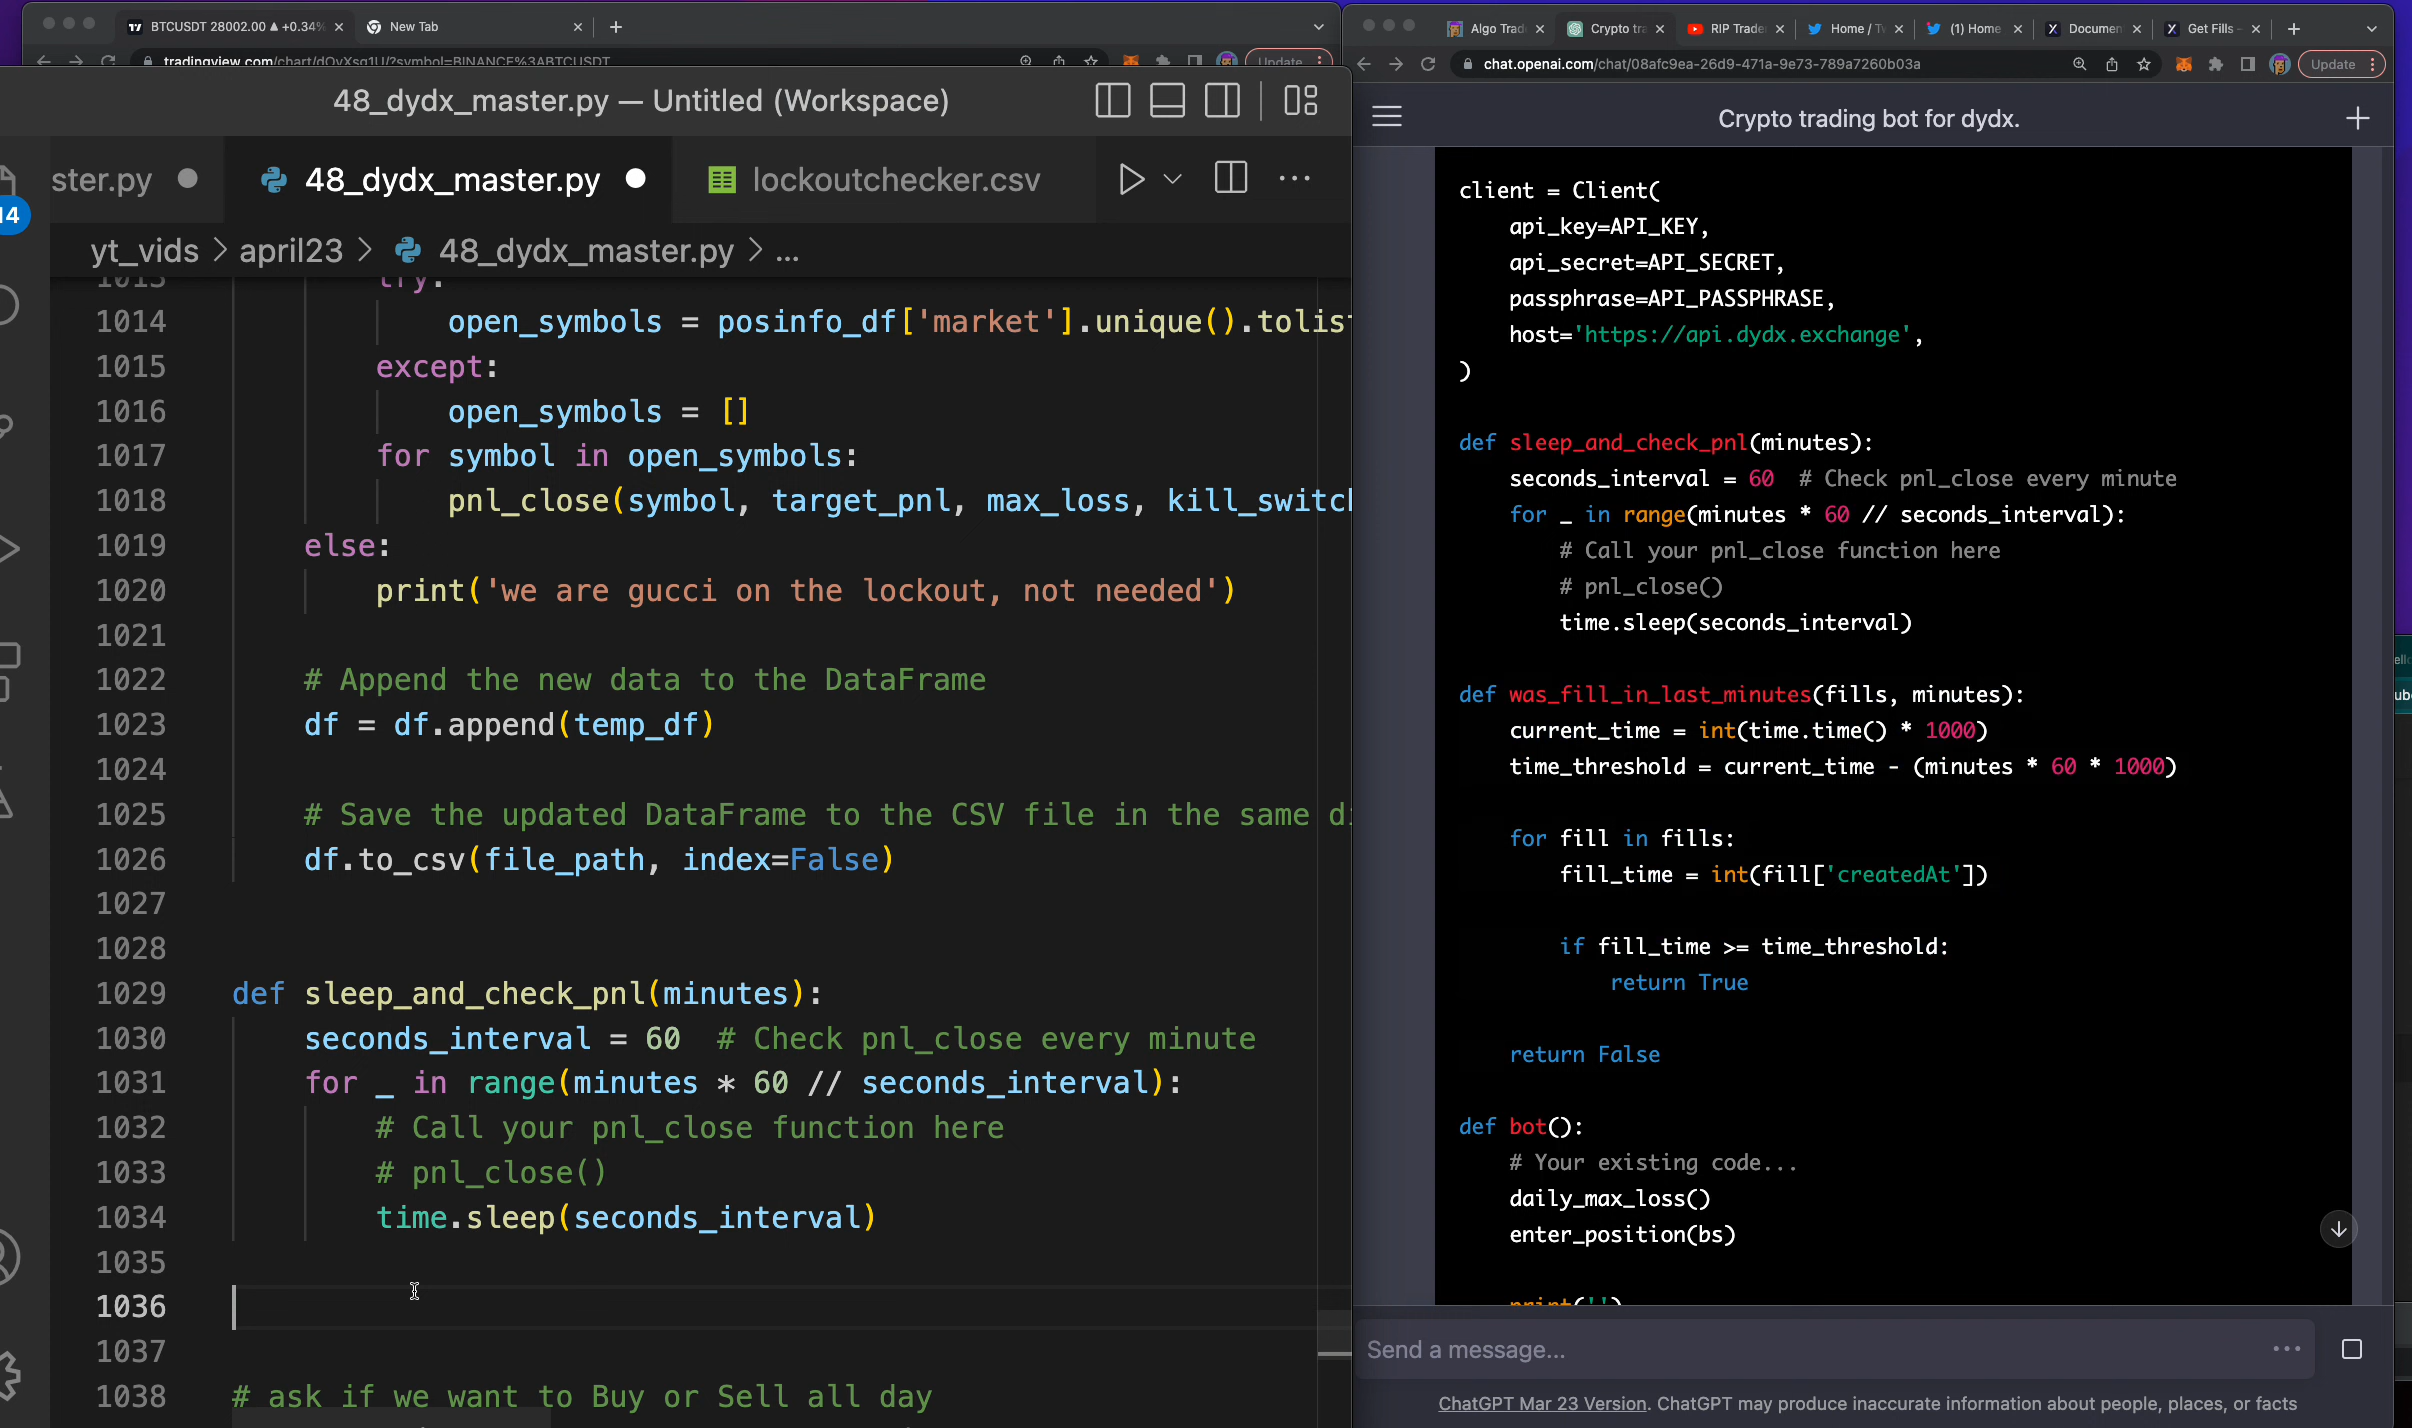 BTCUSDT 28002.00 ▲ +0.34%
New Tab
tradingview.com/chart/dOyXsg1U/?symbol=BINANCE%3ABTCUSDT
Update
48_dydx_master.py — Untitled (Workspace)
ster.py
48_dydx_master.py
lockoutchecker.csv
14
yt_vids > april23 > 48_dydx_master.py > ...
1013 try:
1014 open_symbols = posinfo_df['market'].unique().tolis
1015 except:
1016 open_symbols = []
1017 for symbol in open_symbols:
1018 pnl_close(symbol, target_pnl, max_loss, kill_switc
1019 else:
1020 print('we are gucci on the lockout, not needed')
1021
1022 # Append the new data to the DataFrame
1023 df = df.append(temp_df)
1024
1025 # Save the updated DataFrame to the CSV file in the same di
1026 df.to_csv(file_path, index=False)
1027
1028
1029 def sleep_and_check_pnl(minutes):
1030 seconds_interval = 60 # Check pnl_close every minute
1031 for _ in range(minutes * 60 // seconds_interval):
1032 # Call your pnl_close function here
1033 # pnl_close()
1034 time.sleep(seconds_interval)
1035
1036
1037
1038 # ask if we want to Buy or Sell all day
Algo Trad
Crypto tra
RIP Trade
Home / Tw
(1) Home
Documen
Get Fills -
chat.openai.com/chat/08afc9ea-26d9-471a-9e73-789a7260b03a
Update
Crypto trading bot for dydx.
client = Client(
api_key=API_KEY,
api_secret=API_SECRET,
passphrase=API_PASSPHRASE,
host='https://api.dydx.exchange',
)
def sleep_and_check_pnl(minutes):
seconds_interval = 60 # Check pnl_close every minute
for _ in range(minutes * 60 // seconds_interval):
# Call your pnl_close function here
# pnl_close()
time.sleep(seconds_interval)
def was_fill_in_last_minutes(fills, minutes):
current_time = int(time.time() * 1000)
time_threshold = current_time - (minutes * 60 * 1000)
for fill in fills:
fill_time = int(fill['createdAt'])
if fill_time >= time_threshold:
return True
return False
def bot():
# Your existing code...
daily_max_loss()
enter_position(bs)
print('')
Send a message...
ChatGPT Mar 23 Version. ChatGPT may produce inaccurate information about people, places, or facts